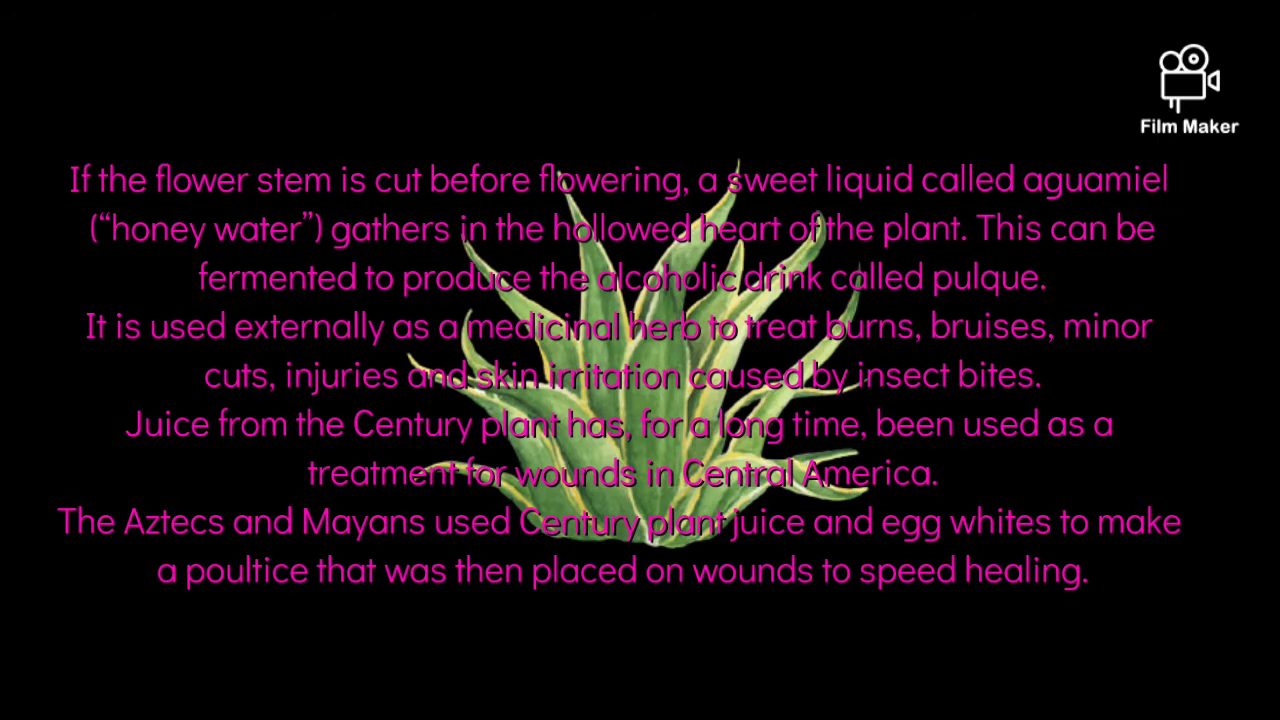 Film Maker
If the flower stem is cut before flowering, a sweet liquid called aguamiel
(“honey water”) gathers in the hollowed heart of the plant. This can be
fermented to produce the alcoholic drink called pulque.
It is used externally as a medicinal herb to treat burns, bruises, minor
cuts, injuries and skin irritation caused by insect bites.
Juice from the Century plant has, for a long time, been used as a
treatment for wounds in Central America.
The Aztecs and Mayans used Century plant juice and egg whites to make
a poultice that was then placed on wounds to speed healing.